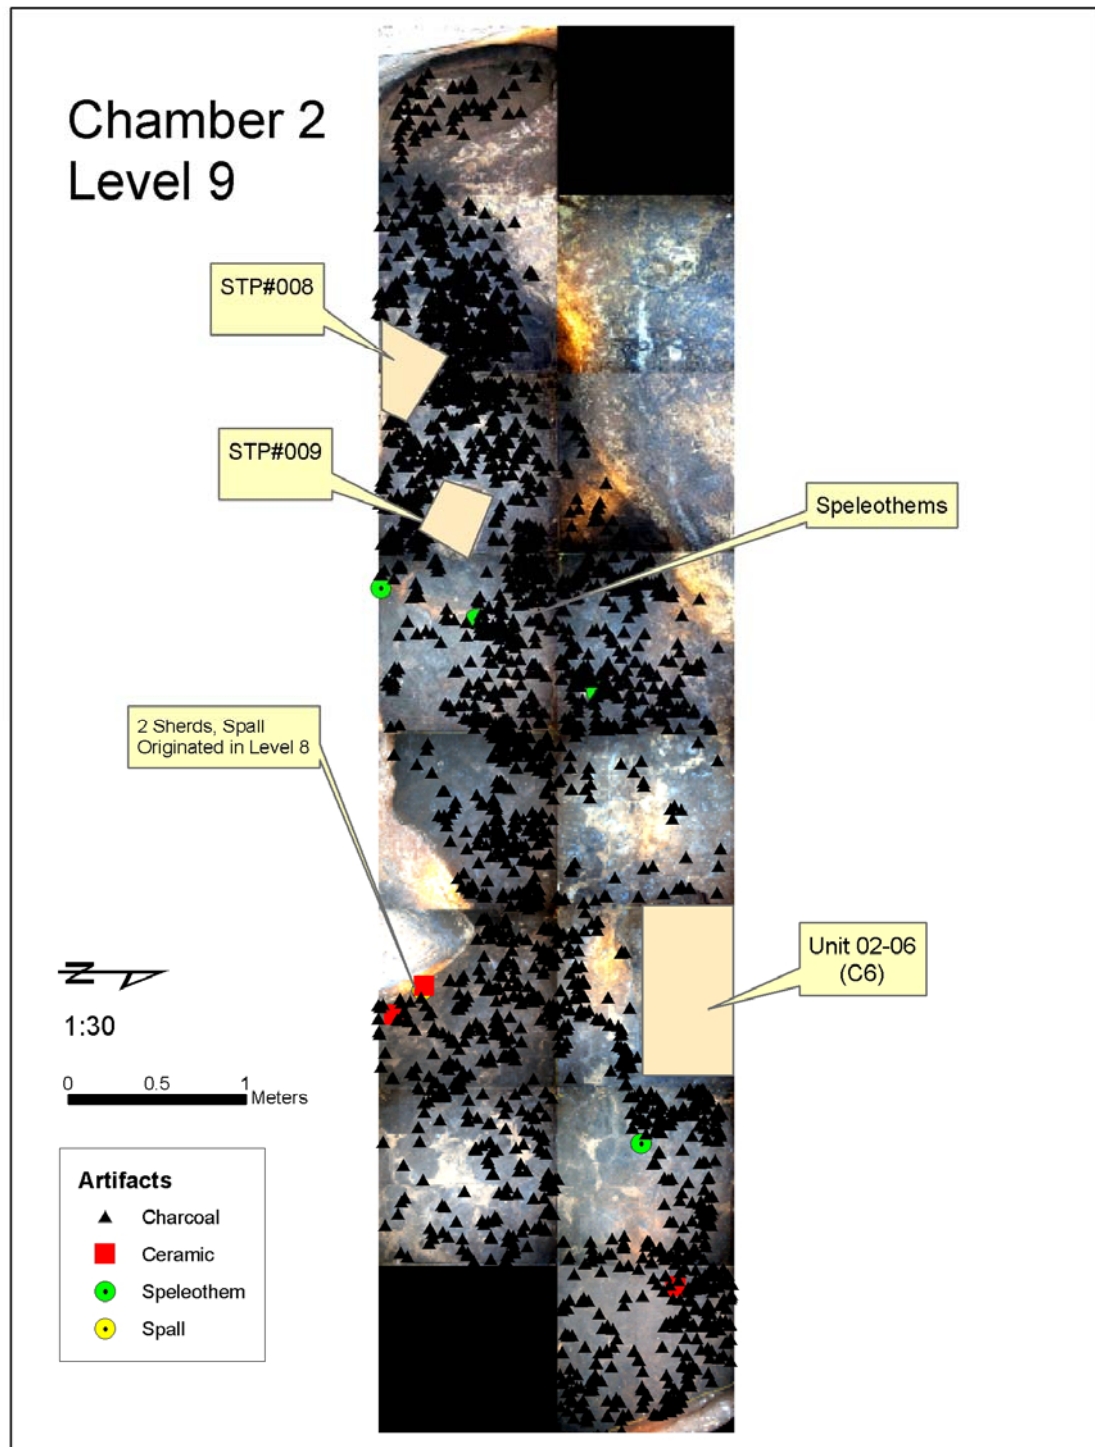 Chamber 2
Level 9
STP#008
STP#009
Speleothems
2 Sherds, Spall
Originated in Level 8
Unit 02-06
(C6)
N
1:30
0 0.5 1
Meters
Artifacts
Charcoal
Ceramic
Speleothem
Spall